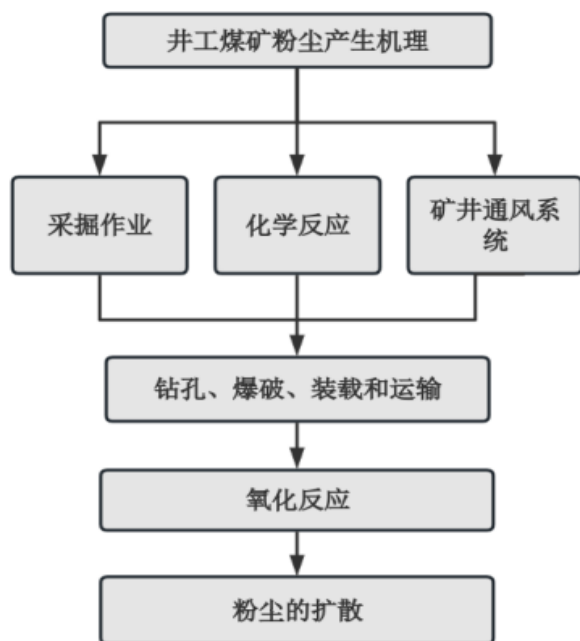 井工煤矿粉尘产生机理
采掘作业
化学反应
矿井通风系
统
钻孔、爆破、装载和运输
氧化反应
粉尘的扩散